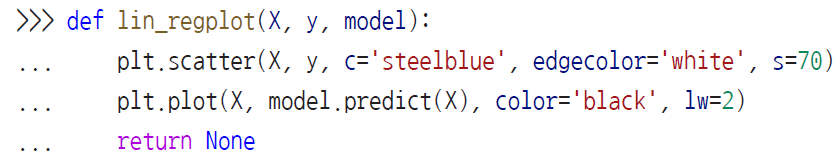 >>> def lin_regplot(X, y, model):
...     plt.scatter(X, y, c='steelblue', edgecolor='white', s=70)
...     plt.plot(X, model.predict(X), color='black', lw=2)
...     return None